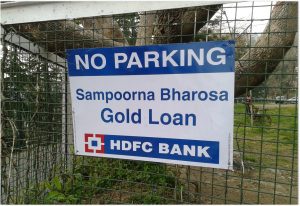 NO PARKING
Sampoorna Bharosa
Gold Loan
HDFC BANK